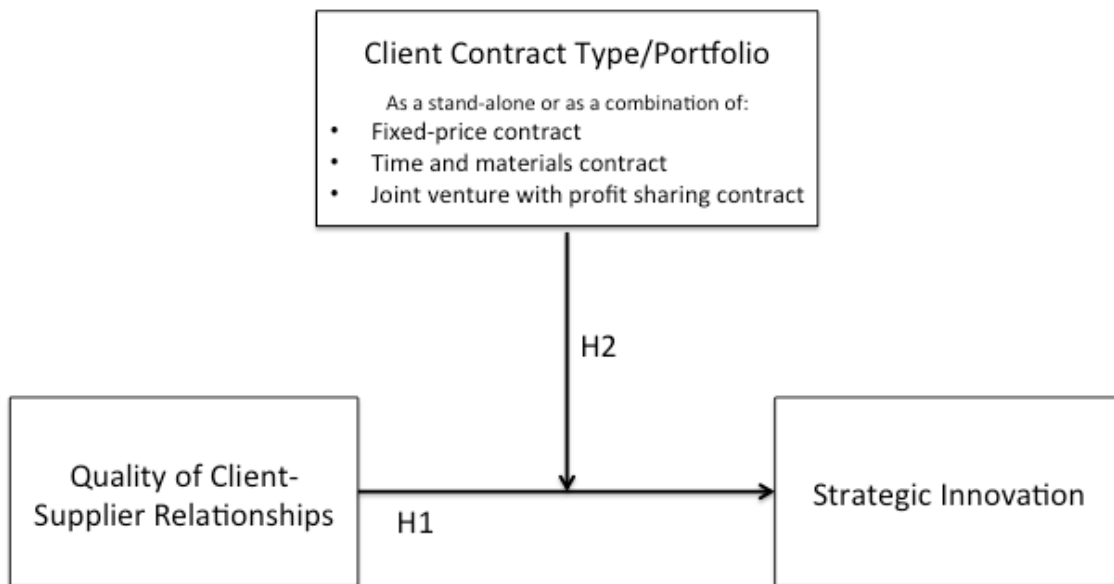 Client Contract Type/Portfolio
As a stand-alone or as a combination of:
• Fixed-price contract
• Time and materials contract
• Joint venture with profit sharing contract
H2
Quality of Client-
Supplier Relationships
H1
Strategic Innovation